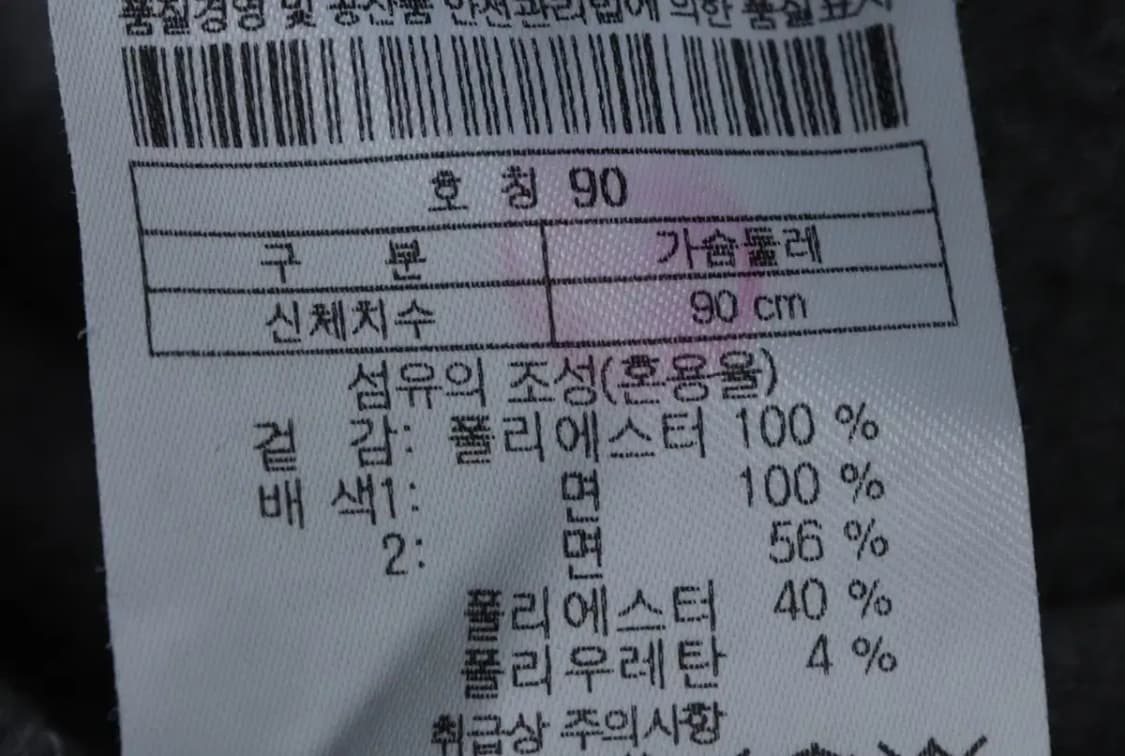 품질경영 및 공산품 안전관리법에 의한 품질표시
호 칭 90
구 분 가슴둘레
신체치수 90 cm
섬유의 조성(혼용율)
겉 감: 폴리에스터 100 %
배 색1: 면 100 %
2: 면 56 %
폴리에스터 40 %
폴리우레탄 4 %
취급상 주의사항